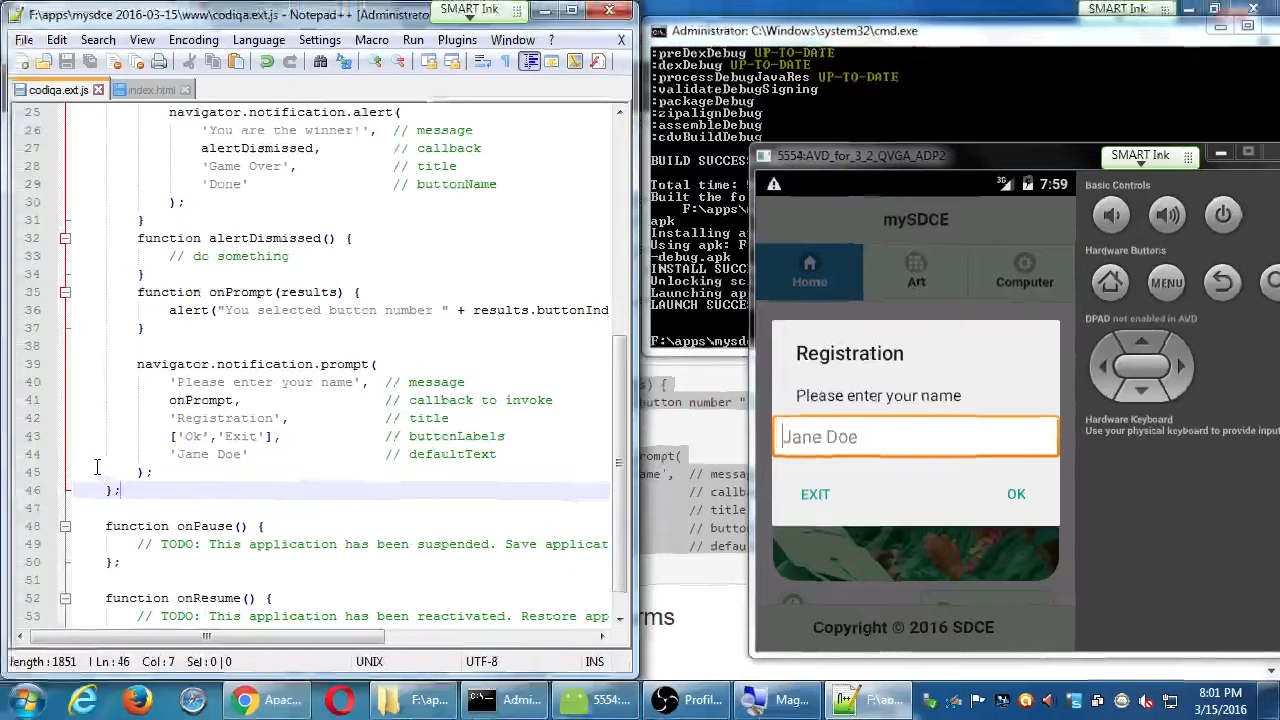 F:\apps\mysdce 2016-03-15\www\codiqa.ext.js - Notepad++ [Administrator
SMART Ink
File Edit Search View Encoding Language Settings Macro Run Plugins Window ? X
codiqa.ext.js
index.html
25 navigator.notification.alert(
26 'You are the winner!', // message
27 alertDismissed, // callback
28 'Game Over', // title
29 'Done' // buttonName
30 );
31 }
32 function alertDismissed() {
33 // do something
34 }
35 function onPrompt(results) {
36 alert("You selected button number " + results.buttonInd
37 }
38
39 navigator.notification.prompt(
40 'Please enter your name', // message
41 onPrompt, // callback to invoke
42 'Registration', // title
43 ['Ok','Exit'], // buttonLabels
44 'Jane Doe' // defaultText
45 );
46 };
47
48 function onPause() {
49 // TODO: This application has been suspended. Save applicat
50 };
51
52 function onResume() {
53 // TODO: This application has been reactivated. Restore app
length : 1851 Ln : 46 Col : 7 Sel : 0 | 0 UNIX UTF-8 INS
SMART Ink
Administrator: C:\Windows\system32\cmd.exe
:preDexDebug UP-TO-DATE
:dexDebug UP-TO-DATE
:processDebugJavaRes UP-TO-DATE
:validateDebugSigning
:packageDebug
:zipalignDebug
:assembleDebug
:cdvBuildDebug
BUILD SUCCES
Total time:
Built the fo
F:\apps\
apk
Installing a
Using apk: F
-debug.apk
INSTALL SUCC
Unlocking sc
Launching ap
LAUNCH SUCCE
F:\apps\mysd
s) {
button number "
rompt(
name', // messa
// callb
// title
// butto
// defau
rms
5554:AVD_for_3_2_QVGA_ADP2
SMART Ink
3G 7:59
mySDCE
Home Art Computer
Registration
Please enter your name
Jane Doe
EXIT OK
Copyright © 2016 SDCE
Basic Controls
Hardware Buttons
MENU
DPAD not enabled in AVD
Hardware Keyboard
Use your physical keyboard to provide input
Apac...
F:\ap...
Admi...
5554:...
Profil...
Mag...
F:\ap...
8:01 PM
3/15/2016